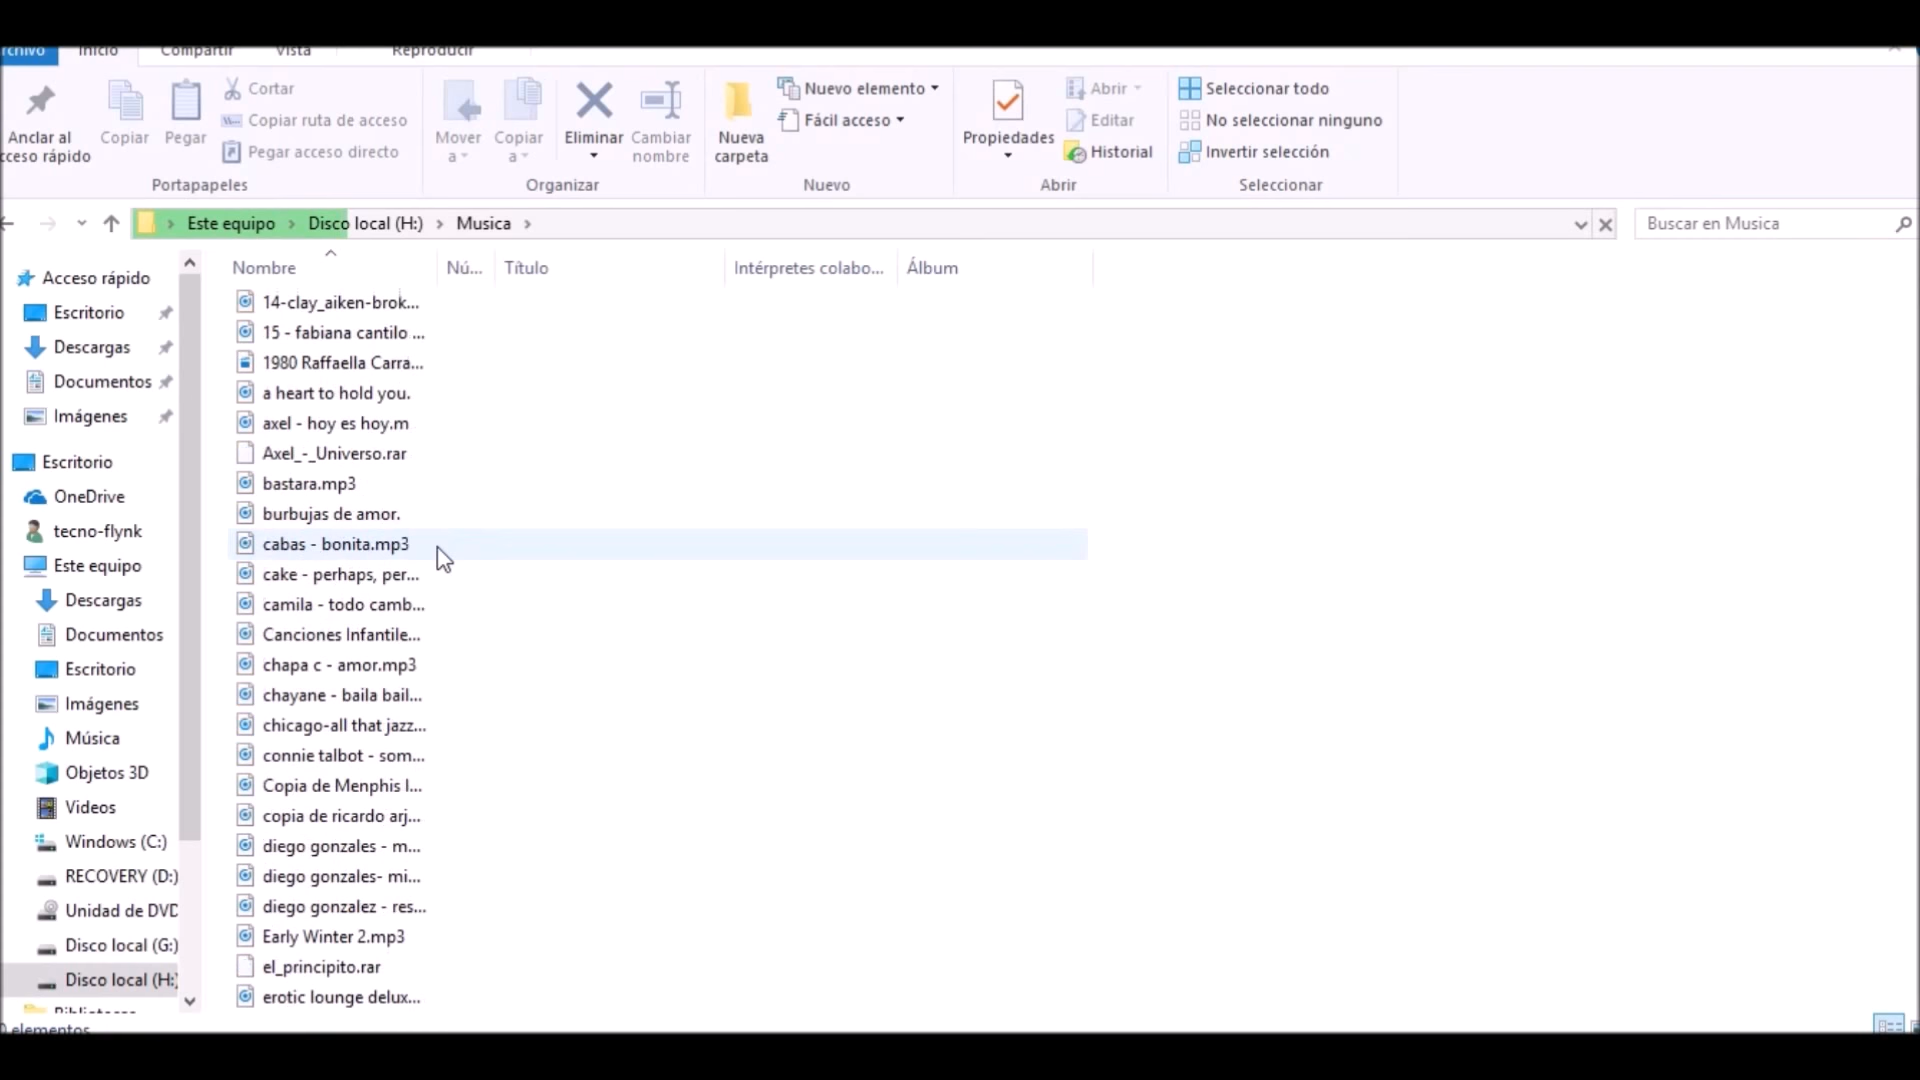 Archivo Inicio Compartir Vista Reproducir
Anclar al acceso rápido
Copiar
Pegar
Cortar
Copiar ruta de acceso
Pegar acceso directo
Portapapeles
Mover a
Copiar a
Eliminar
Cambiar nombre
Organizar
Nueva carpeta
Nuevo elemento
Fácil acceso
Nuevo
Propiedades
Abrir
Editar
Historial
Abrir
Seleccionar todo
No seleccionar ninguno
Invertir selección
Seleccionar
Este equipo > Disco local (H:) > Musica >
Buscar en Musica
Acceso rápido
Escritorio
Descargas
Documentos
Imágenes
Escritorio
OneDrive
tecno-flynk
Este equipo
Descargas
Documentos
Escritorio
Imágenes
Música
Objetos 3D
Videos
Windows (C:)
RECOVERY (D:)
Unidad de DVD
Disco local (G:)
Disco local (H:)
Bibliotecas
Nombre Nú... Título Intérpretes colabo... Álbum
14-clay_aiken-brok...
15 - fabiana cantilo ...
1980 Raffaella Carra...
a heart to hold you.
axel - hoy es hoy.m
Axel_-_Universo.rar
bastara.mp3
burbujas de amor.
cabas - bonita.mp3
cake - perhaps, per...
camila - todo camb...
Canciones Infantile...
chapa c - amor.mp3
chayane - baila bail...
chicago-all that jazz...
connie talbot - som...
Copia de Menphis l...
copia de ricardo arj...
diego gonzales - m...
diego gonzales- mi...
diego gonzalez - res...
Early Winter 2.mp3
el_principito.rar
erotic lounge delux...
0 elementos